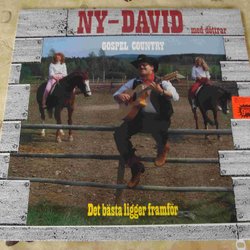 NY-DAVID
med döttrar
GOSPEL COUNTRY
Det bästa ligger framför